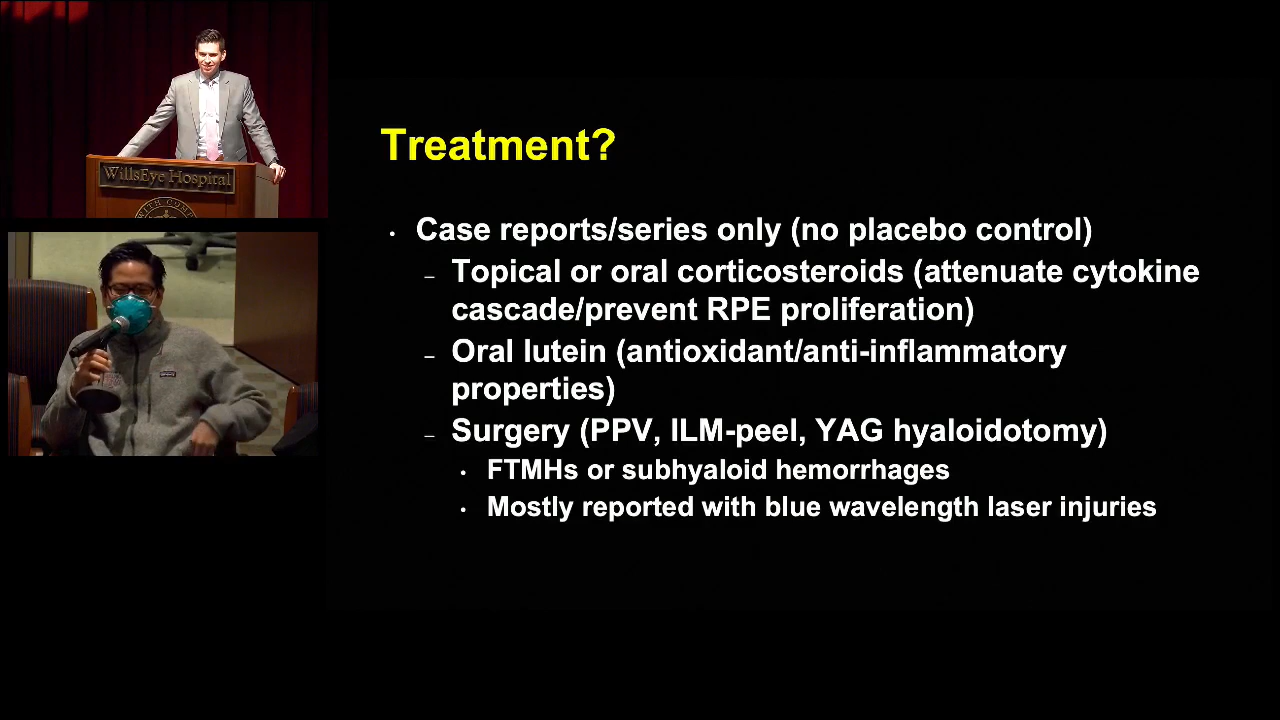 WillsEye Hospital
WITH COMP
Treatment?
• Case reports/series only (no placebo control)
– Topical or oral corticosteroids (attenuate cytokine
cascade/prevent RPE proliferation)
– Oral lutein (antioxidant/anti-inflammatory
properties)
– Surgery (PPV, ILM-peel, YAG hyaloidotomy)
• FTMHs or subhyaloid hemorrhages
• Mostly reported with blue wavelength laser injuries